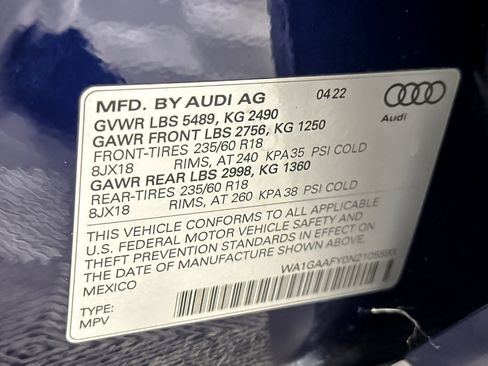 MFD. BY AUDI AG 04 22
Audi
GVWR LBS 5489, KG 2490
GAWR FRONT LBS 2756, KG 1250
FRONT-TIRES 235/60 R18
8JX18 RIMS, AT 240 KPA 35 PSI COLD
GAWR REAR LBS 2998, KG 1360
REAR-TIRES 235/60 R18
8JX18 RIMS, AT 260 KPA 38 PSI COLD
THIS VEHICLE CONFORMS TO ALL APPLICABLE
U.S. FEDERAL MOTOR VEHICLE SAFETY AND
THEFT PREVENTION STANDARDS IN EFFECT ON
THE DATE OF MANUFACTURE SHOWN ABOVE
MEXICO
WA1GAAFY0N2105593
TYPE:
MPV